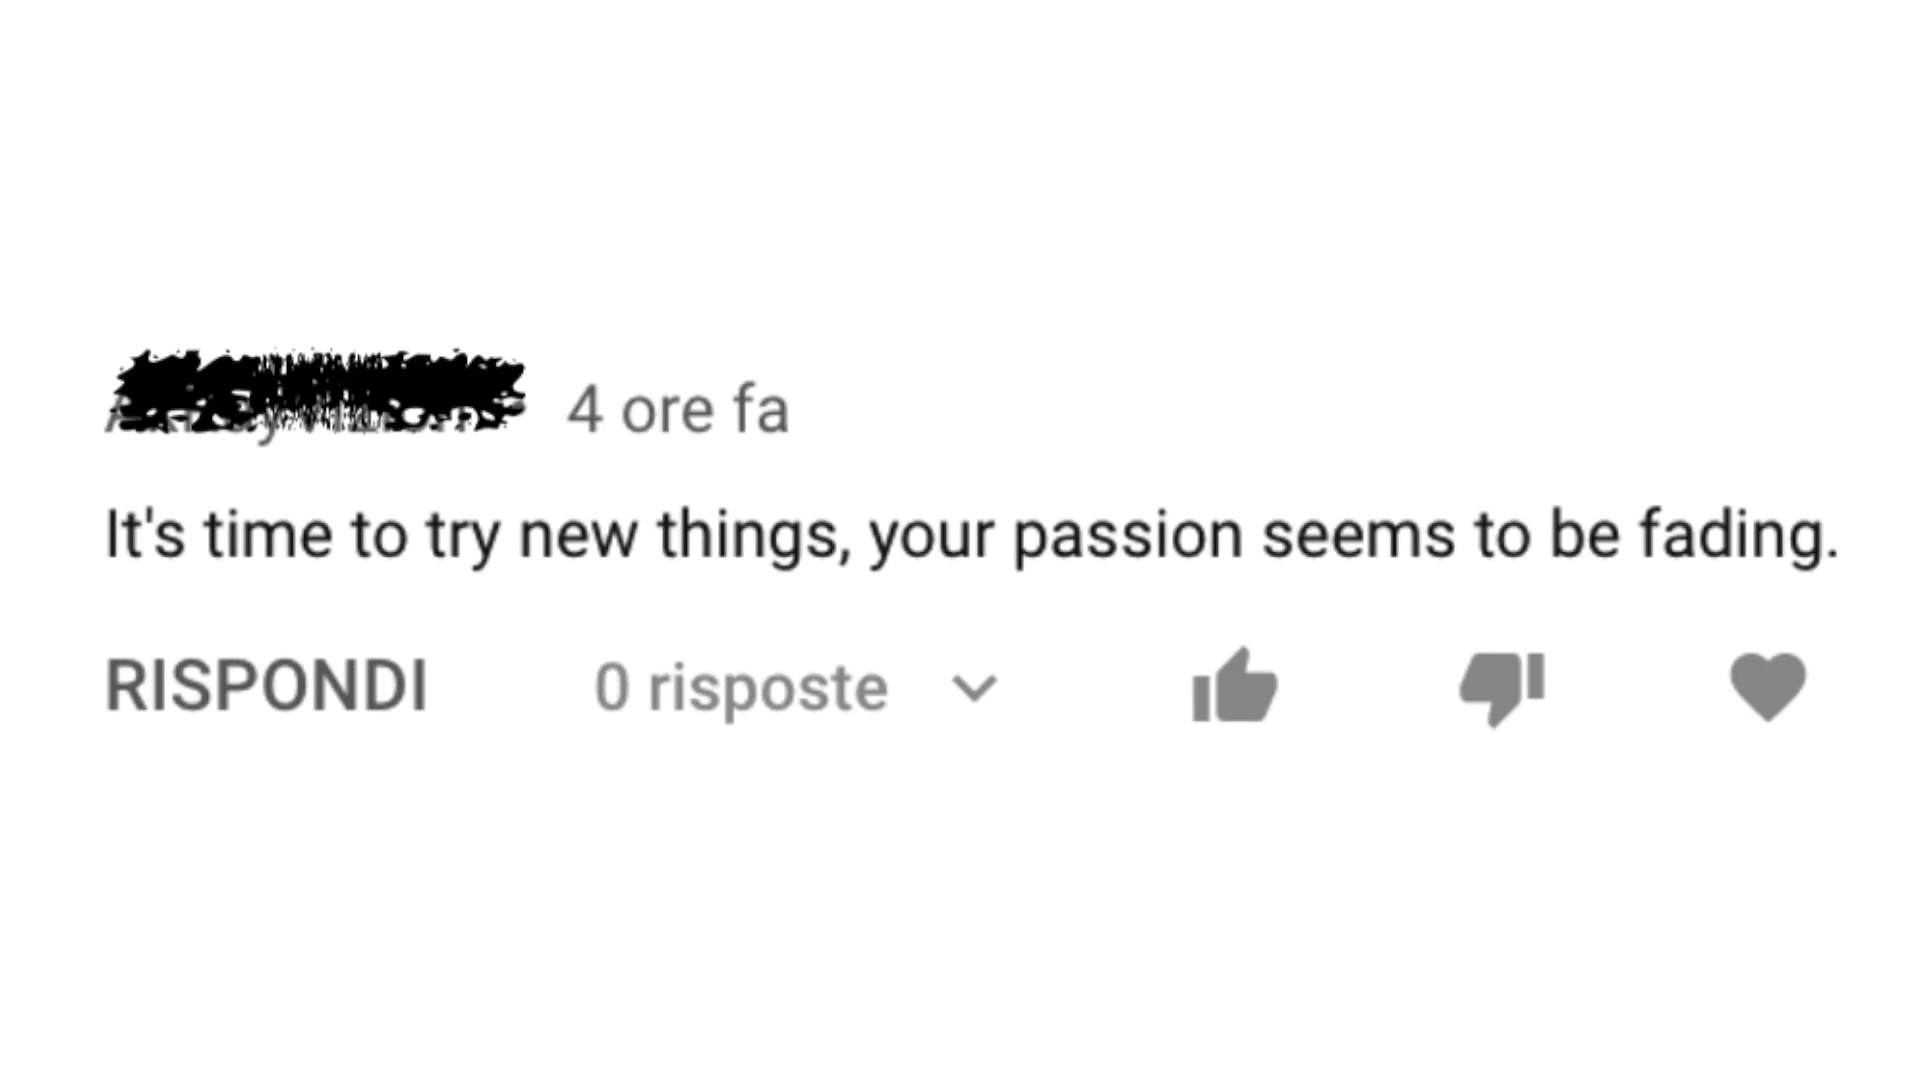 4 ore fa
It's time to try new things, your passion seems to be fading.
RISPONDI 0 risposte